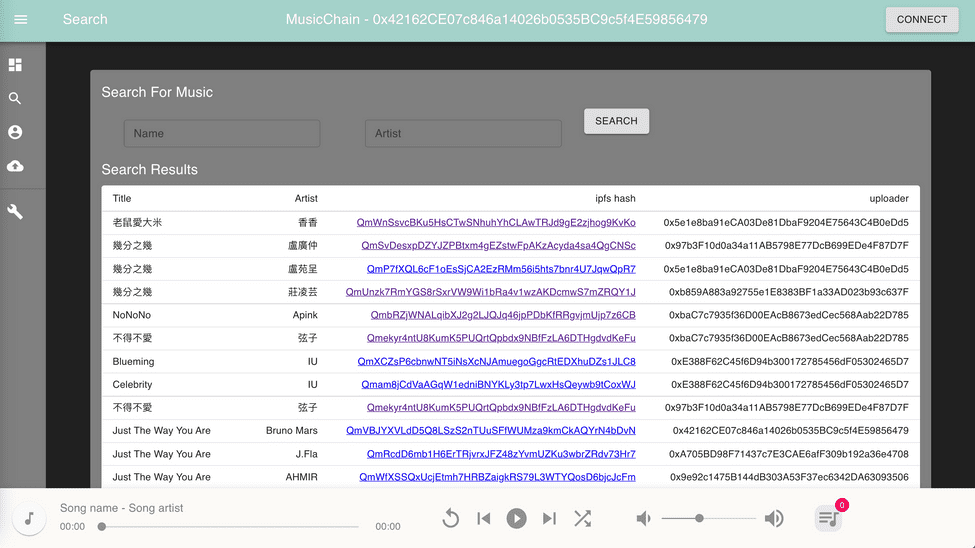 Search MusicChain - 0x42162CE07c846a14026b0535BC9c5f4E59856479 CONNECT
Search For Music
Name Artist SEARCH
Search Results
Title Artist ipfs hash uploader
老鼠愛大米 香香 QmWnSsvcBKu5HsCTwSNhuhYhCLAwTRJd9gE2zjhog9KvKo 0x5e1e8ba91eCA03De81DbaF9204E75643C4B0eDd5
幾分之幾 盧廣仲 QmSvDesxpDZYJZPBtxm4gEZstwFpAKzAcyda4sa4QgCNSc 0x97b3F10d0a34a11AB5798E77DcB699EDe4F87D7F
幾分之幾 盧苑呈 QmP7fXQL6cF1oEsSjCA2EzRMm56i5hts7bnr4U7JqwQpR7 0x5e1e8ba91eCA03De81DbaF9204E75643C4B0eDd5
幾分之幾 莊凌芸 QmUnzk7RmYGS8rSxrVW9Wi1bRa4v1wzAKDcmwS7mZRQY1J 0xb859A883a92755e1E8383BF1a33AD023b93c637F
NoNoNo Apink QmbRZjWNALqibXJ2g2LJQJq46jpPDbKfRRgvjmUjp7z6CB 0xbaC7c7935f36D00EAcB8673edCec568Aab22D785
不得不愛 弦子 Qmekyr4ntU8KumK5PUQrtQpbdx9NBfFzLA6DTHgdvdKeFu 0xbaC7c7935f36D00EAcB8673edCec568Aab22D785
Blueming IU QmXCZsP6cbnwNT5iNsXcNJAmuegoGgcRtEDXhuDZs1JLC8 0xE388F62C45f6D94b300172785456dF05302465D7
Celebrity IU Qmam8jCdVaAGqW1edniBNYKLy3tp7LwxHsQeywb9tCoxWJ 0xE388F62C45f6D94b300172785456dF05302465D7
不得不愛 弦子 Qmekyr4ntU8KumK5PUQrtQpbdx9NBfFzLA6DTHgdvdKeFu 0x97b3F10d0a34a11AB5798E77DcB699EDe4F87D7F
Just The Way You Are Bruno Mars QmVBJYXVLdD5Q8LSzS2nTUuSFfWUMza9kmCkAQYrN4bDvN 0x42162CE07c846a14026b0535BC9c5f4E59856479
Just The Way You Are J.Fla QmRcdD6mb1H6ErTRjvrxJFZ48zYvmUZKu3wbrZRdv73Hr7 0xA705BD98F71437c7E3CAE6afF309b192a36e4708
Just The Way You Are AHMIR QmWfXSSQxUcjEtmh7HRBZaigkRS79L3WTYQosD6bjcJcFm 0x9e92c1475B144dB303A53F37ec6342DA63093506
Song name - Song artist
00:00 00:00
0